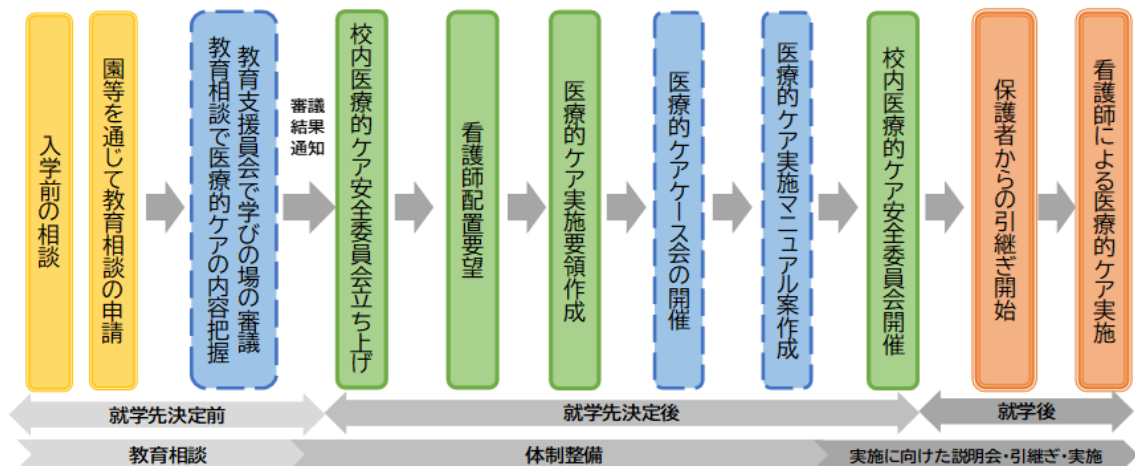 入学前の相談
園等を通じて教育相談の申請
教育支援員会で学びの場の審議
教育相談で医療的ケアの内容把握
審議
結果
通知
校内医療的ケア安全委員会立ち上げ
看護師配置要望
医療的ケア実施要領作成
医療的ケアケース会の開催
医療的ケア実施マニュアル案作成
校内医療的ケア安全委員会開催
保護者からの引継ぎ開始
看護師による医療的ケア実施
就学先決定前
就学先決定後
就学後
教育相談
体制整備
実施に向けた説明会・引継ぎ・実施